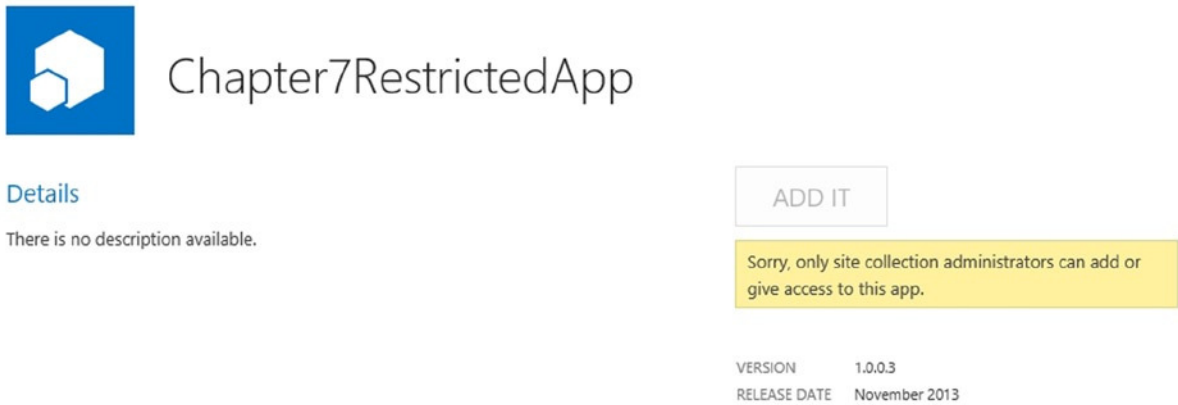 Chapter7RestrictedApp
Details
There is no description available.
ADD IT
Sorry, only site collection administrators can add or
give access to this app.
VERSION 1.0.0.3
RELEASE DATE November 2013